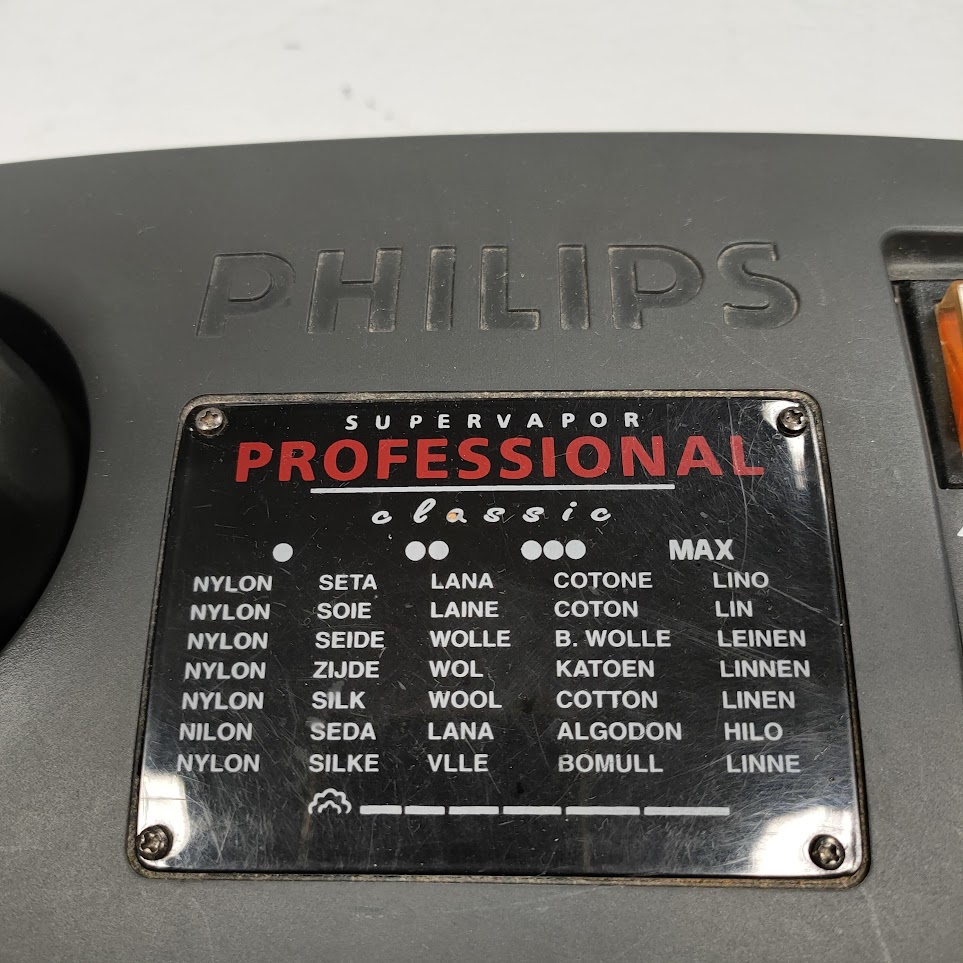 PHILIPS
SUPERVAPOR
PROFESSIONAL
classic
● ●● ●●● MAX
NYLON SETA LANA COTONE LINO
NYLON SOIE LAINE COTON LIN
NYLON SEIDE WOLLE B. WOLLE LEINEN
NYLON ZIJDE WOL KATOEN LINNEN
NYLON SILK WOOL COTTON LINEN
NILON SEDA LANA ALGODON HILO
NYLON SILKE VLLE BOMULL LINNE